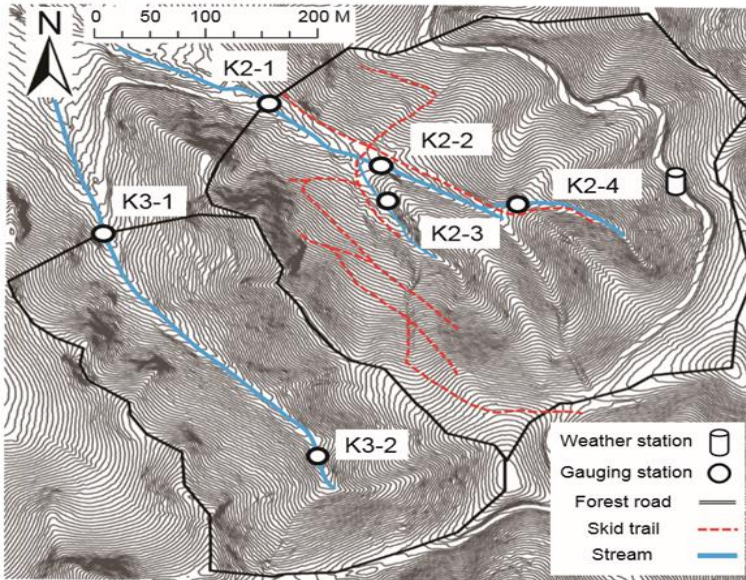 0 50 100 200 M
N
K2-1
K2-2
K3-1
K2-4
K2-3
K3-2
Weather station
Gauging station
Forest road
Skid trail
Stream